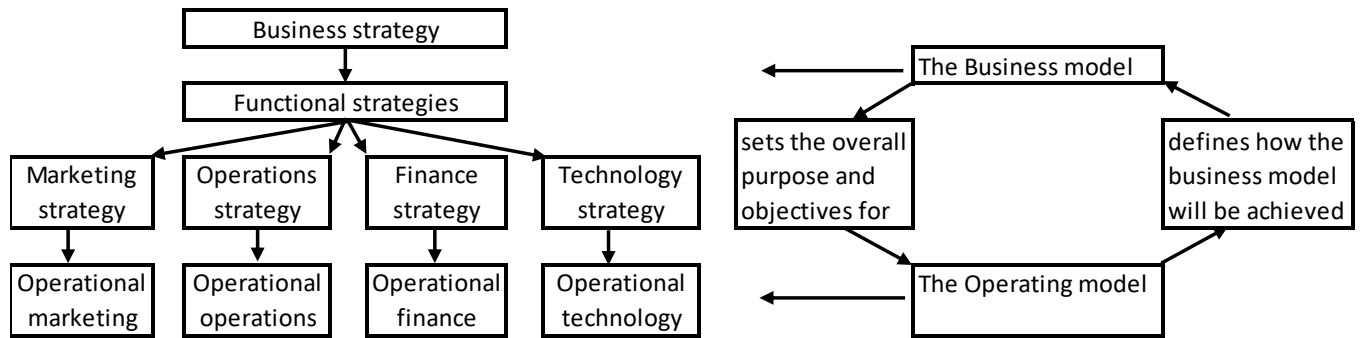 Business strategy
Functional strategies
Marketing
strategy
Operations
strategy
Finance
strategy
Technology
strategy
Operational
marketing
Operational
operations
Operational
finance
Operational
technology
The Business model
sets the overall
purpose and
objectives for
defines how the
business model
will be achieved
The Operating model